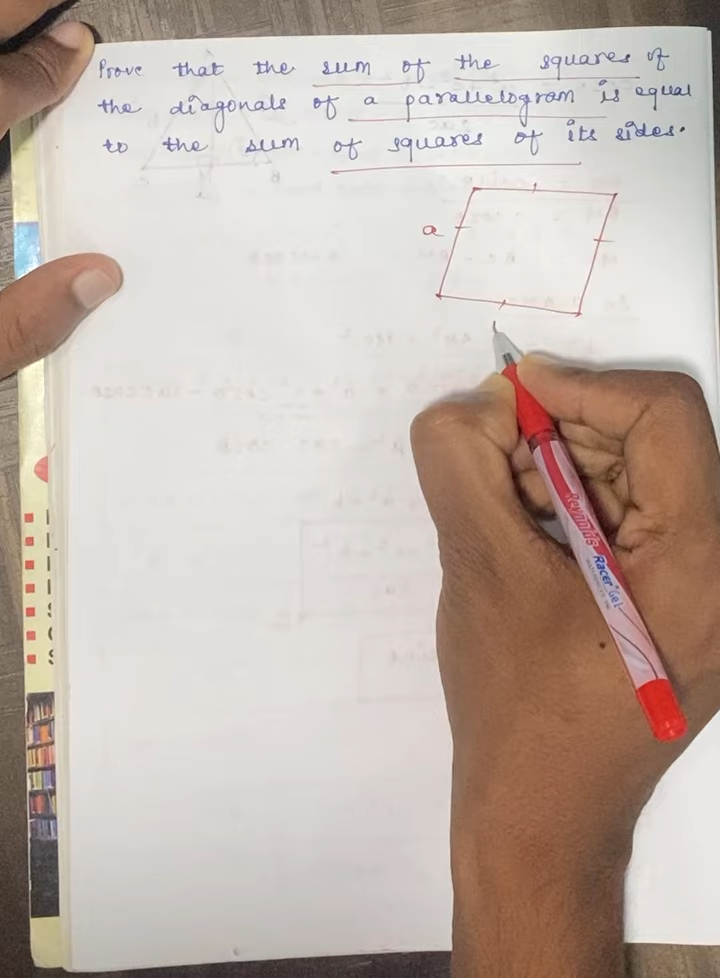 Prove that the sum of the squares of
the diagonals of a parallelogram is equal
to the sum of squares of its sides.
a
Reynolds Racer Gel